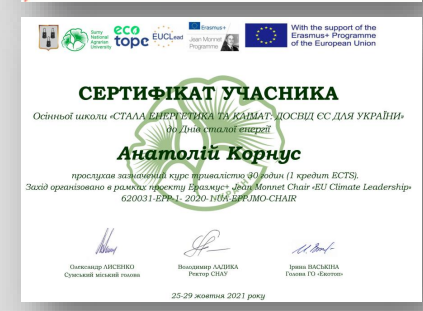 Sumy
National
Agrarian
University
eco
topc
EUCLead
Erasmus+
Jean Monnet
Programme
With the support of the
Erasmus+ Programme
of the European Union
СЕРТИФІКАТ УЧАСНИКА
Осінньої школи «СТАЛА ЕНЕРГЕТИКА ТА КЛІМАТ: ДОСВІД ЄС ДЛЯ УКРАЇНИ»
до Днів сталої енергії
Анатолій Корнус
прослухав зазначений курс тривалістю 30 годин (1 кредит ECTS).
Захід організовано в рамках проєкту Еразмус+ Jean Monnet Chair «EU Climate Leadership»
620031-EPP-1- 2020-1-UA-EPPJMO-CHAIR
Олександр ЛИСЕНКО
Сумський міський голова
Володимир ЛАДИКА
Ректор СНАУ
Ірина ВАСЬКІНА
Голова ГО «Екотоп»
25-29 жовтня 2021 року